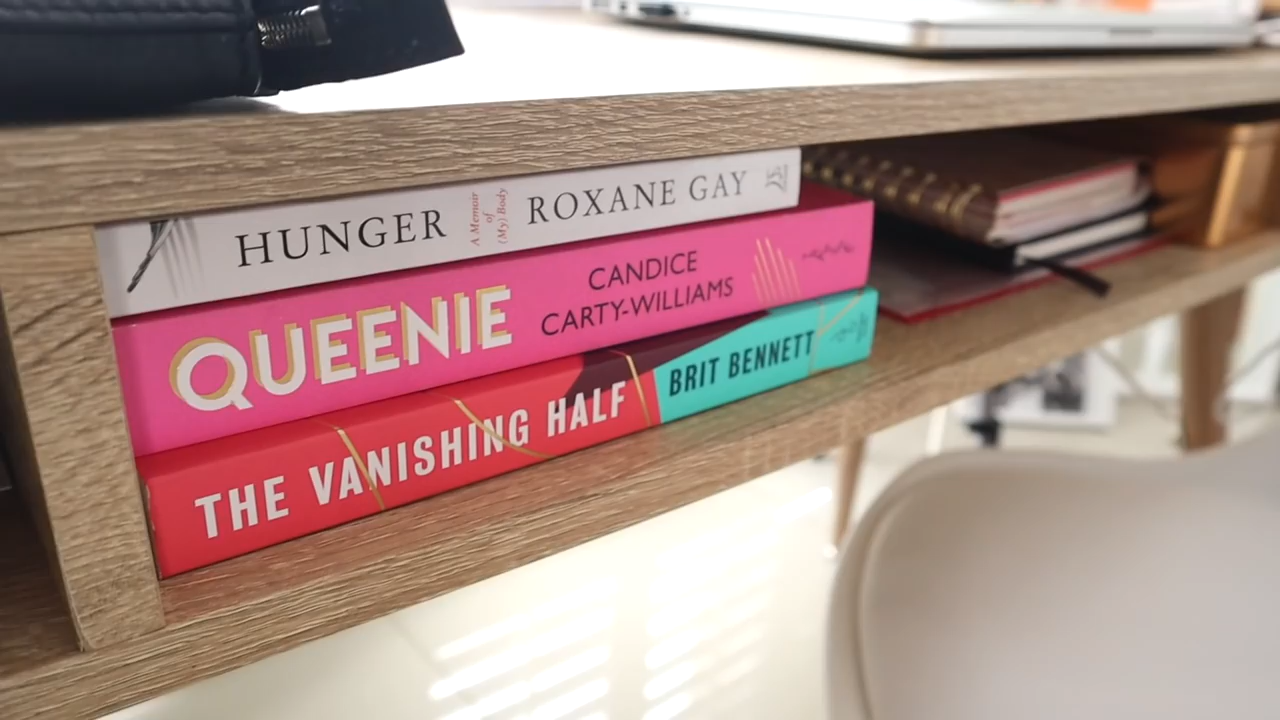 HUNGER
A Memoir
of
(My) Body
ROXANE GAY
QUEENIE
CANDICE
CARTY-WILLIAMS
THE VANISHING HALF
BRIT BENNETT